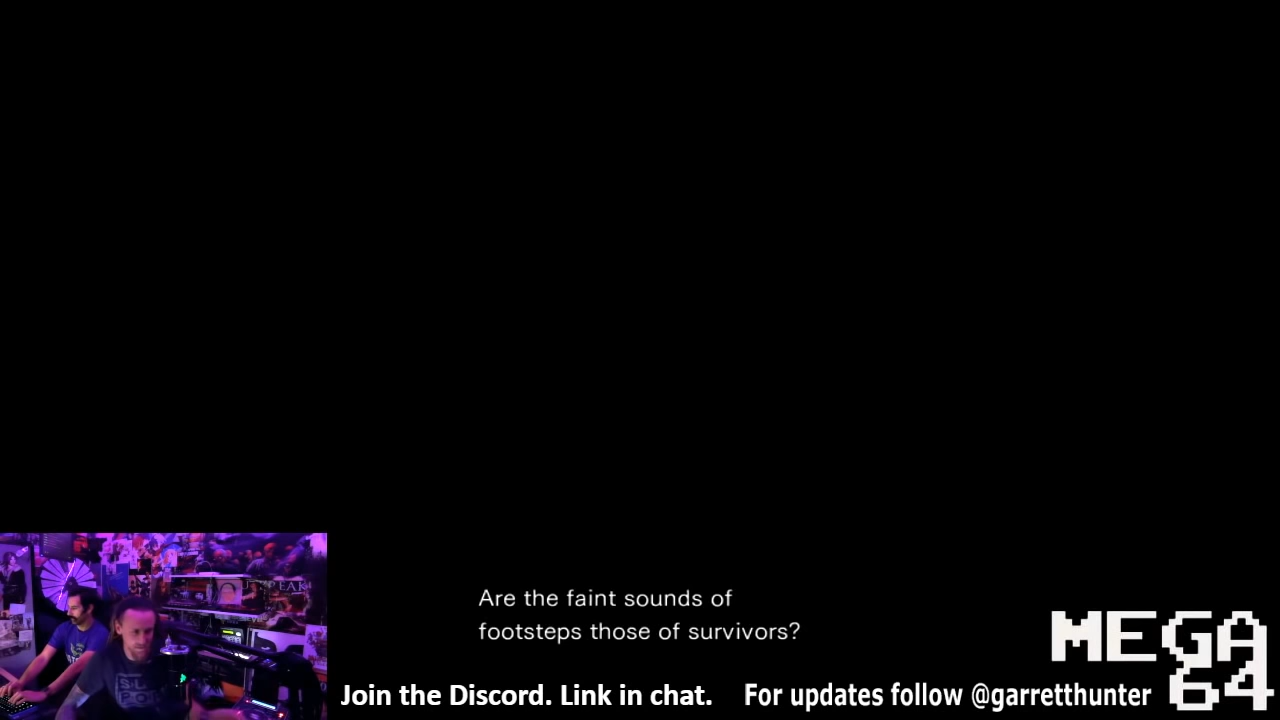 Are the faint sounds of
footsteps those of survivors?
MEGA
64
Join the Discord. Link in chat.
For updates follow @garretthunter